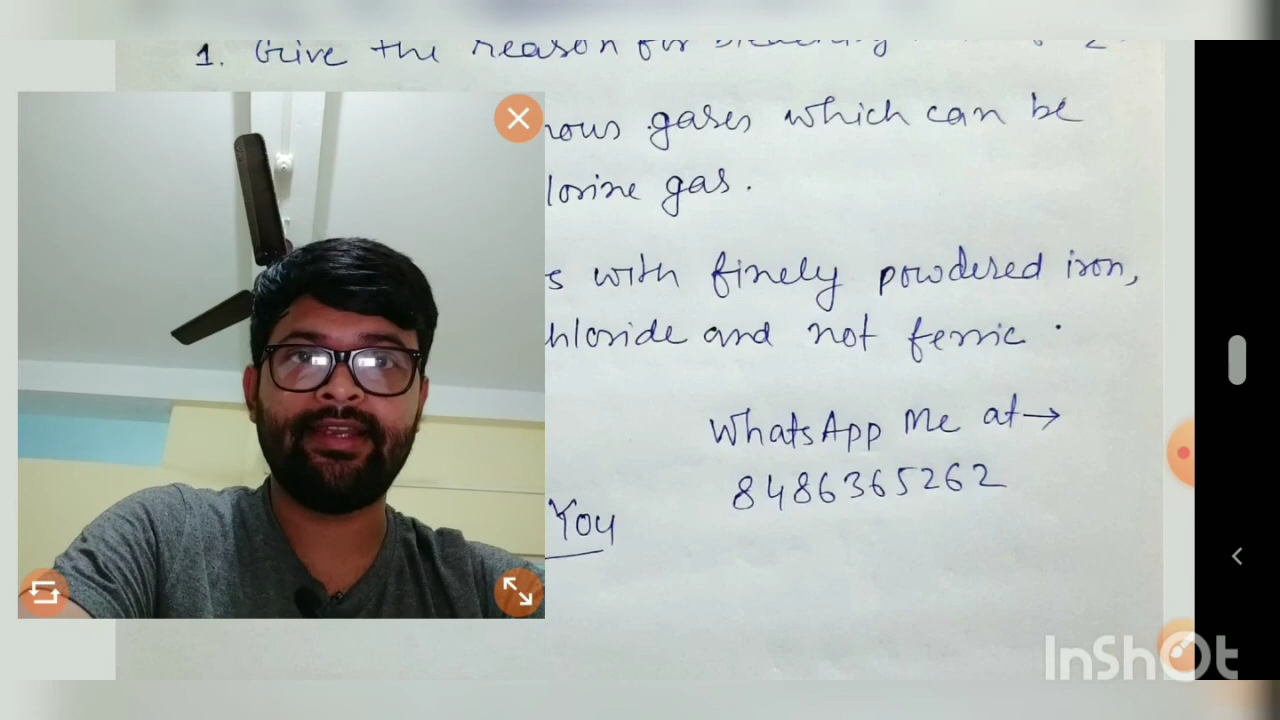 1. Give the reason for
nous gases which can be
lorine gas.
s with finely powdered iron,
hloride and not ferric.
WhatsApp Me at →
8486365262
You
InShOt